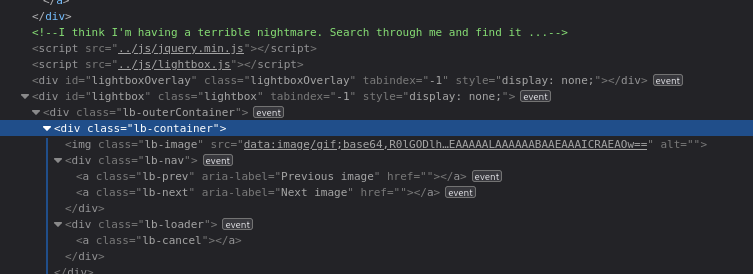 </a>
</div>
<!--I think I'm having a terrible nightmare. Search through me and find it ...-->
<script src="../js/jquery.min.js"></script>
<script src="../js/lightbox.js"></script>
<div id="lightboxOverlay" class="lightboxOverlay" tabindex="-1" style="display: none;"></div> event
<div id="lightbox" class="lightbox" tabindex="-1" style="display: none;"> event
<div class="lb-outerContainer"> event
<div class="lb-container">
<img class="lb-image" src="data:image/gif;base64,R0lGODlh…EAAAAALAAAAAABAAEAAAICRAEAOw==" alt="">
<div class="lb-nav"> event
<a class="lb-prev" aria-label="Previous image" href=""></a> event
<a class="lb-next" aria-label="Next image" href=""></a> event
</div>
<div class="lb-loader"> event
<a class="lb-cancel"></a>
</div>
</div>